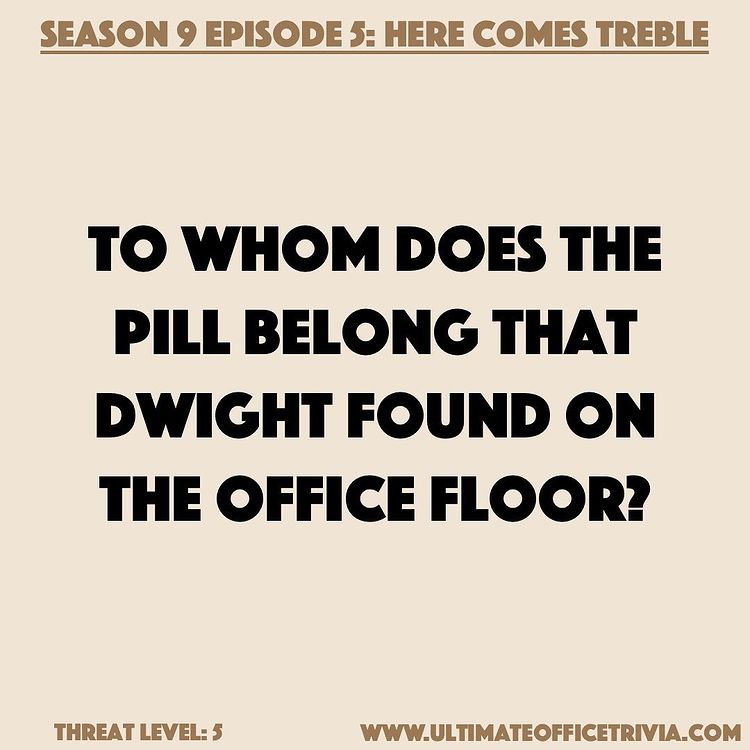 SEASON 9 EPISODE 5: HERE COMES TREBLE
TO WHOM DOES THE
PILL BELONG THAT
DWIGHT FOUND ON
THE OFFICE FLOOR?
THREAT LEVEL: 5
WWW.ULTIMATEOFFICETRIVIA.COM